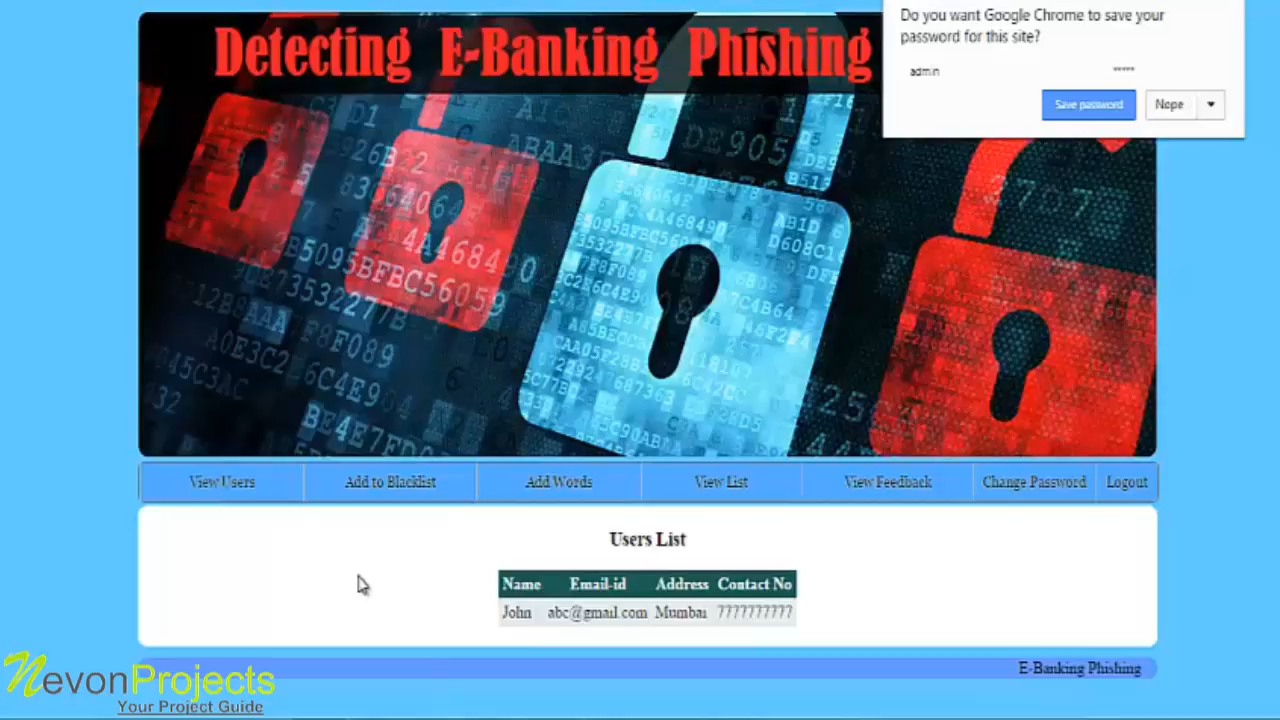 Do you want Google Chrome to save your
password for this site?
admin *****
Save password Nope
Detecting E-Banking Phishing
View Users Add to Blacklist Add Words View List View Feedback Change Password Logout
Users List
Name Email-id Address Contact No
John abc@gmail.com Mumbai 7777777777
E-Banking Phishing
NevonProjects
Your Project Guide